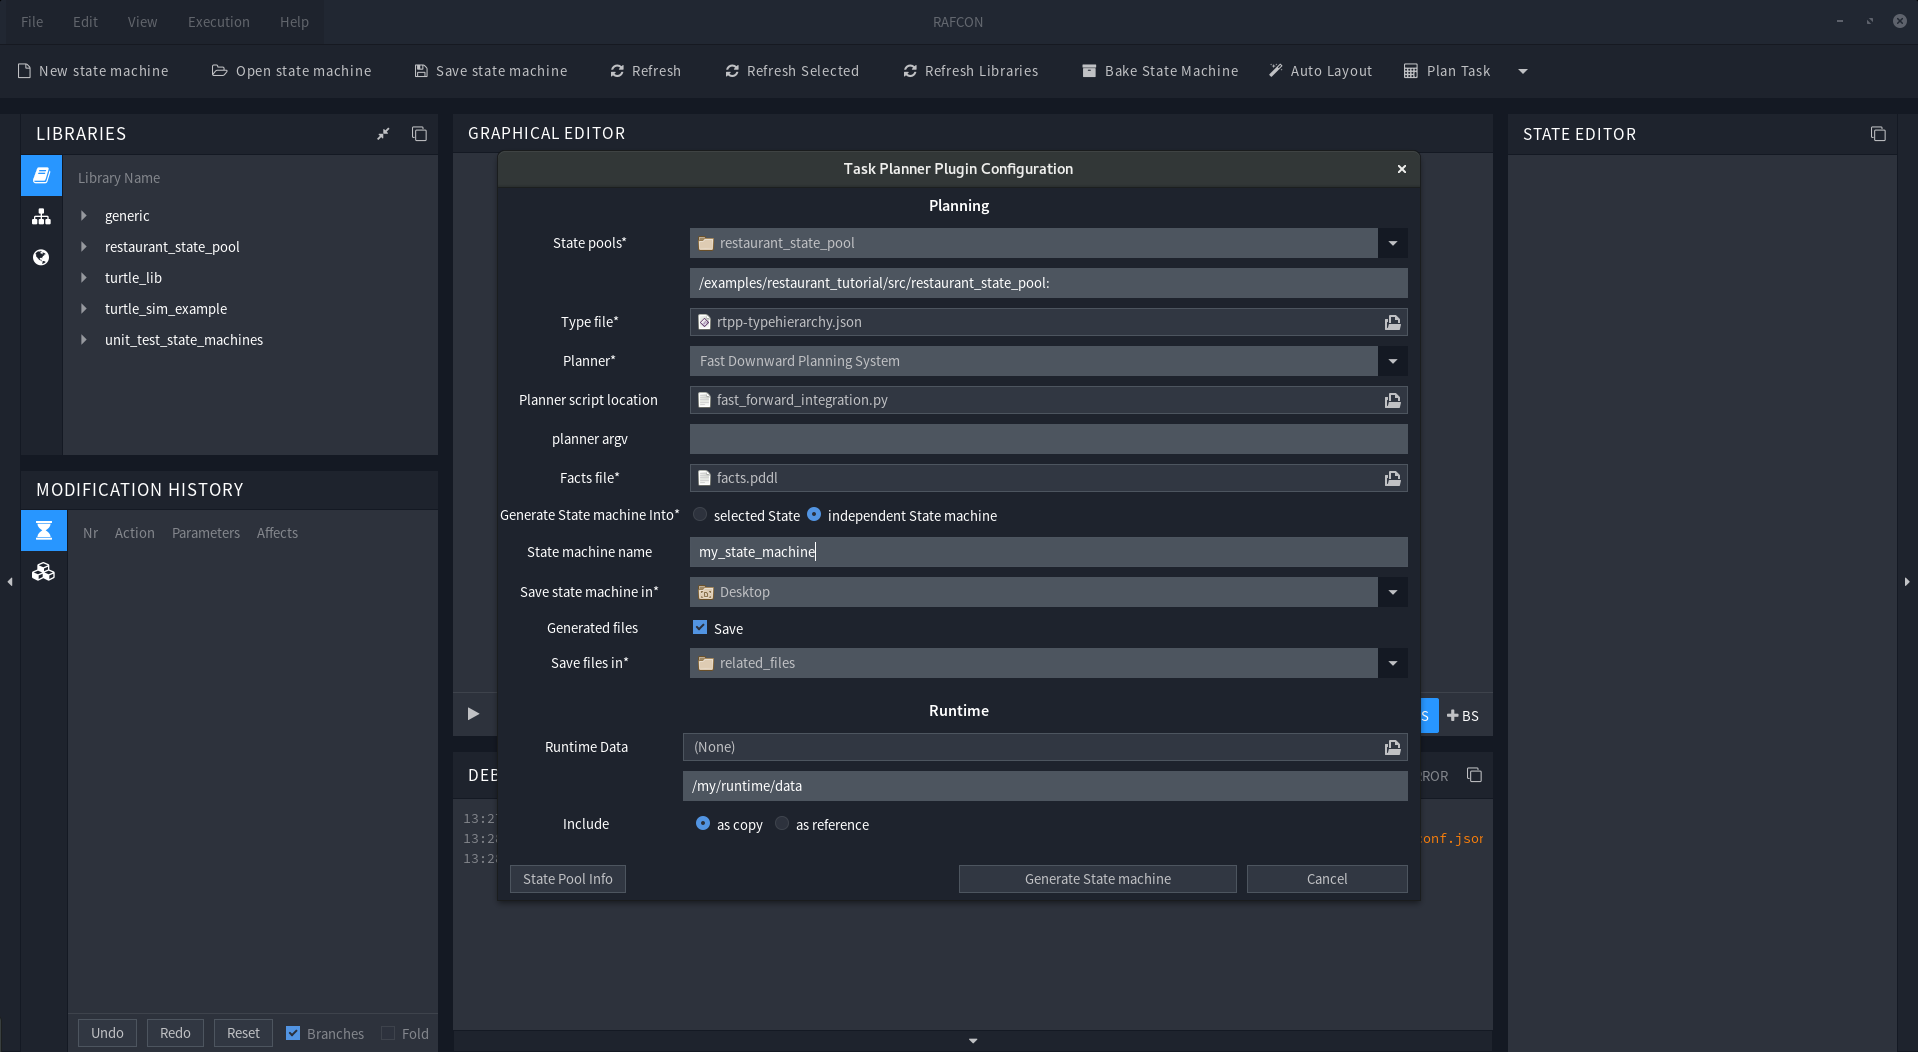 File Edit View Execution Help RAFCON
New state machine Open state machine Save state machine Refresh Refresh Selected Refresh Libraries Bake State Machine Auto Layout Plan Task
LIBRARIES
Library Name
generic
restaurant_state_pool
turtle_lib
turtle_sim_example
unit_test_state_machines
MODIFICATION HISTORY
Nr Action Parameters Affects
Undo Redo Reset Branches Fold
GRAPHICAL EDITOR
Task Planner Plugin Configuration
Planning
State pools* restaurant_state_pool
/examples/restaurant_tutorial/src/restaurant_state_pool:
Type file* rtpp-typehierarchy.json
Planner* Fast Downward Planning System
Planner script location fast_forward_integration.py
planner argv
Facts file* facts.pddl
Generate State machine Into* selected State independent State machine
State machine name my_state_machine
Save state machine in* Desktop
Generated files Save
Save files in* related_files
Runtime
Runtime Data (None)
/my/runtime/data
Include as copy as reference
State Pool Info Generate State machine Cancel
S BS
DEB ROR
13:2
13:28 conf.json
13:28
STATE EDITOR